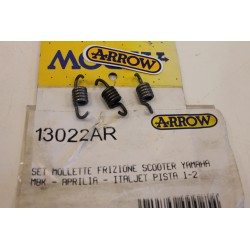 ARROW
13022AR
ARROW
SET MOLLETTE FRIZIONE SCOOTER YAMAHA
MBK - APRILIA - ITALJET PISTA 1-2